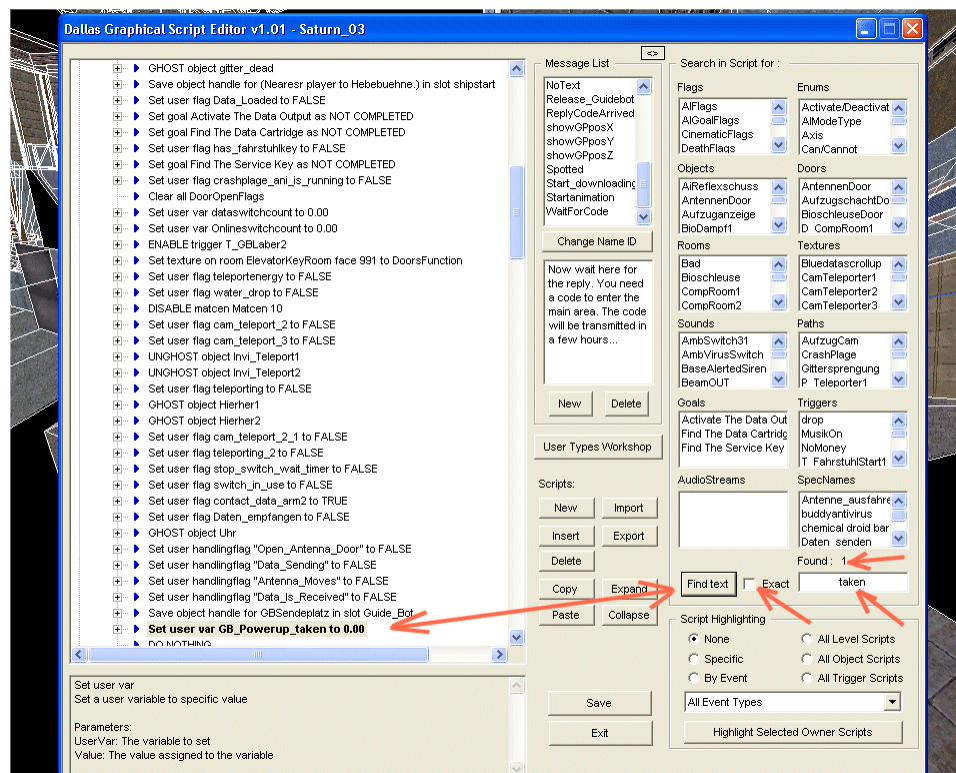 Dallas Graphical Script Editor v1.01 - Saturn_03
GHOST object gitter_dead
Save object handle for (Nearesr player to Hebebuehne.) in slot shipstart
Set user flag Data_Loaded to FALSE
Set goal Activate The Data Output as NOT COMPLETED
Set goal Find The Data Cartridge as NOT COMPLETED
Set user flag has_fahrstuhlkey to FALSE
Set goal Find The Service Key as NOT COMPLETED
Set user flag crashplage_ani_is_running to FALSE
Clear all DoorOpenFlags
Set user var dataswitchcount to 0.00
Set user var Onlineswitchcount to 0.00
ENABLE trigger T_GBLaber2
Set texture on room ElevatorKeyRoom face 991 to DoorsFunction
Set user flag teleportenergy to FALSE
Set user flag water_drop to FALSE
DISABLE matcen Matcen 10
Set user flag cam_teleport_2 to FALSE
Set user flag cam_teleport_3 to FALSE
UNGHOST object Invi_Teleport1
UNGHOST object Invi_Teleport2
Set user flag teleporting to FALSE
GHOST object Hierher1
GHOST object Hierher2
Set user flag cam_teleport_2_1 to FALSE
Set user flag teleporting_2 to FALSE
Set user flag stop_switch_wait_timer to FALSE
Set user flag switch_in_use to FALSE
Set user flag contact_data_arm2 to TRUE
Set user flag Daten_empfangen to FALSE
GHOST object Uhr
Set user handlingflag "Open_Antenna_Door" to FALSE
Set user handlingflag "Data_Sending" to FALSE
Set user handlingflag "Antenna_Moves" to FALSE
Set user handlingflag "Data_Is_Received" to FALSE
Save object handle for GBSendeplatz in slot Guide_Bot
Set user var GB_Powerup_taken to 0.00
DO NOTHING
Set user var
Set a user variable to specific value
Parameters:
UserVar: The variable to set
Value: The value assigned to the variable
<>
Message List
NoText
Release_Guidebot
ReplyCodeArrived
showGPposX
showGPposY
showGPposZ
Spotted
Start_downloading
Startanimation
WaitForCode
Change Name ID
Now wait here for
the reply. You need
a code to enter the
main area. The code
will be transmitted in
a few hours...
New
Delete
User Types Workshop
Scripts:
New
Import
Insert
Export
Delete
Copy
Expand
Paste
Collapse
Save
Exit
Search in Script for :
Flags
AIFlags
AIGoalFlags
CinematicFlags
DeathFlags
Enums
Activate/Deactivat
AIModeType
Axis
Can/Cannot
Objects
AiReflexschuss
AntennenDoor
Aufzuganzeige
BioDampf1
Doors
AntennenDoor
AufzugschachtDo
BioschleuseDoor
D_CompRoom1
Rooms
Bad
Bioschleuse
CompRoom1
CompRoom2
Textures
Bluedatascrollup
CamTeleporter1
CamTeleporter2
CamTeleporter3
Sounds
AmbSwitch31
AmbVirusSwitch
BaseAlertedSiren
BeamOUT
Paths
AufzugCam
CrashPlage
Gittersprengung
P_Teleporter1
Goals
Activate The Data Out
Find The Data Cartridg
Find The Service Key
Triggers
drop
MusikOn
NoMoney
T_FahrstuhlStart1
AudioStreams
SpecNames
Antenne_ausfahre
buddyantivirus
chemical droid bar
Daten_senden
Found : 1
Find text
Exact
taken
Script Highlighting
None
All Level Scripts
Specific
All Object Scripts
By Event
All Trigger Scripts
All Event Types
Highlight Selected Owner Scripts